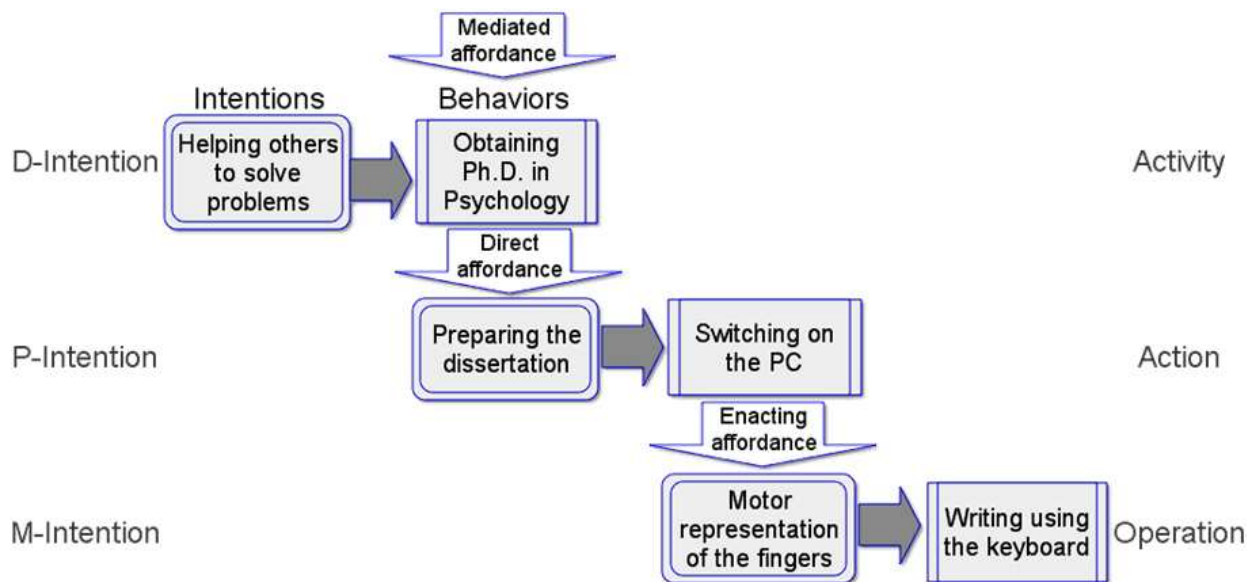 Mediated
affordance
Intentions
Behaviors
D-Intention
Helping others
to solve
problems
Obtaining
Ph.D. in
Psychology
Activity
Direct
affordance
P-Intention
Preparing the
dissertation
Switching on
the PC
Action
Enacting
affordance
M-Intention
Motor
representation
of the fingers
Writing using
the keyboard
Operation